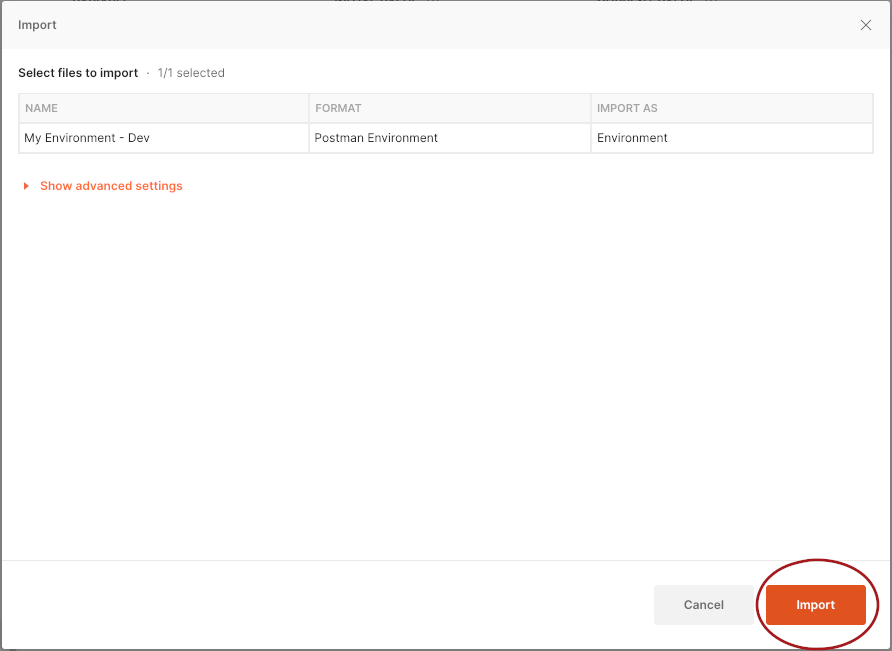 Import
Select files to import · 1/1 selected
NAME FORMAT IMPORT AS
My Environment - Dev Postman Environment Environment
Show advanced settings
Cancel Import